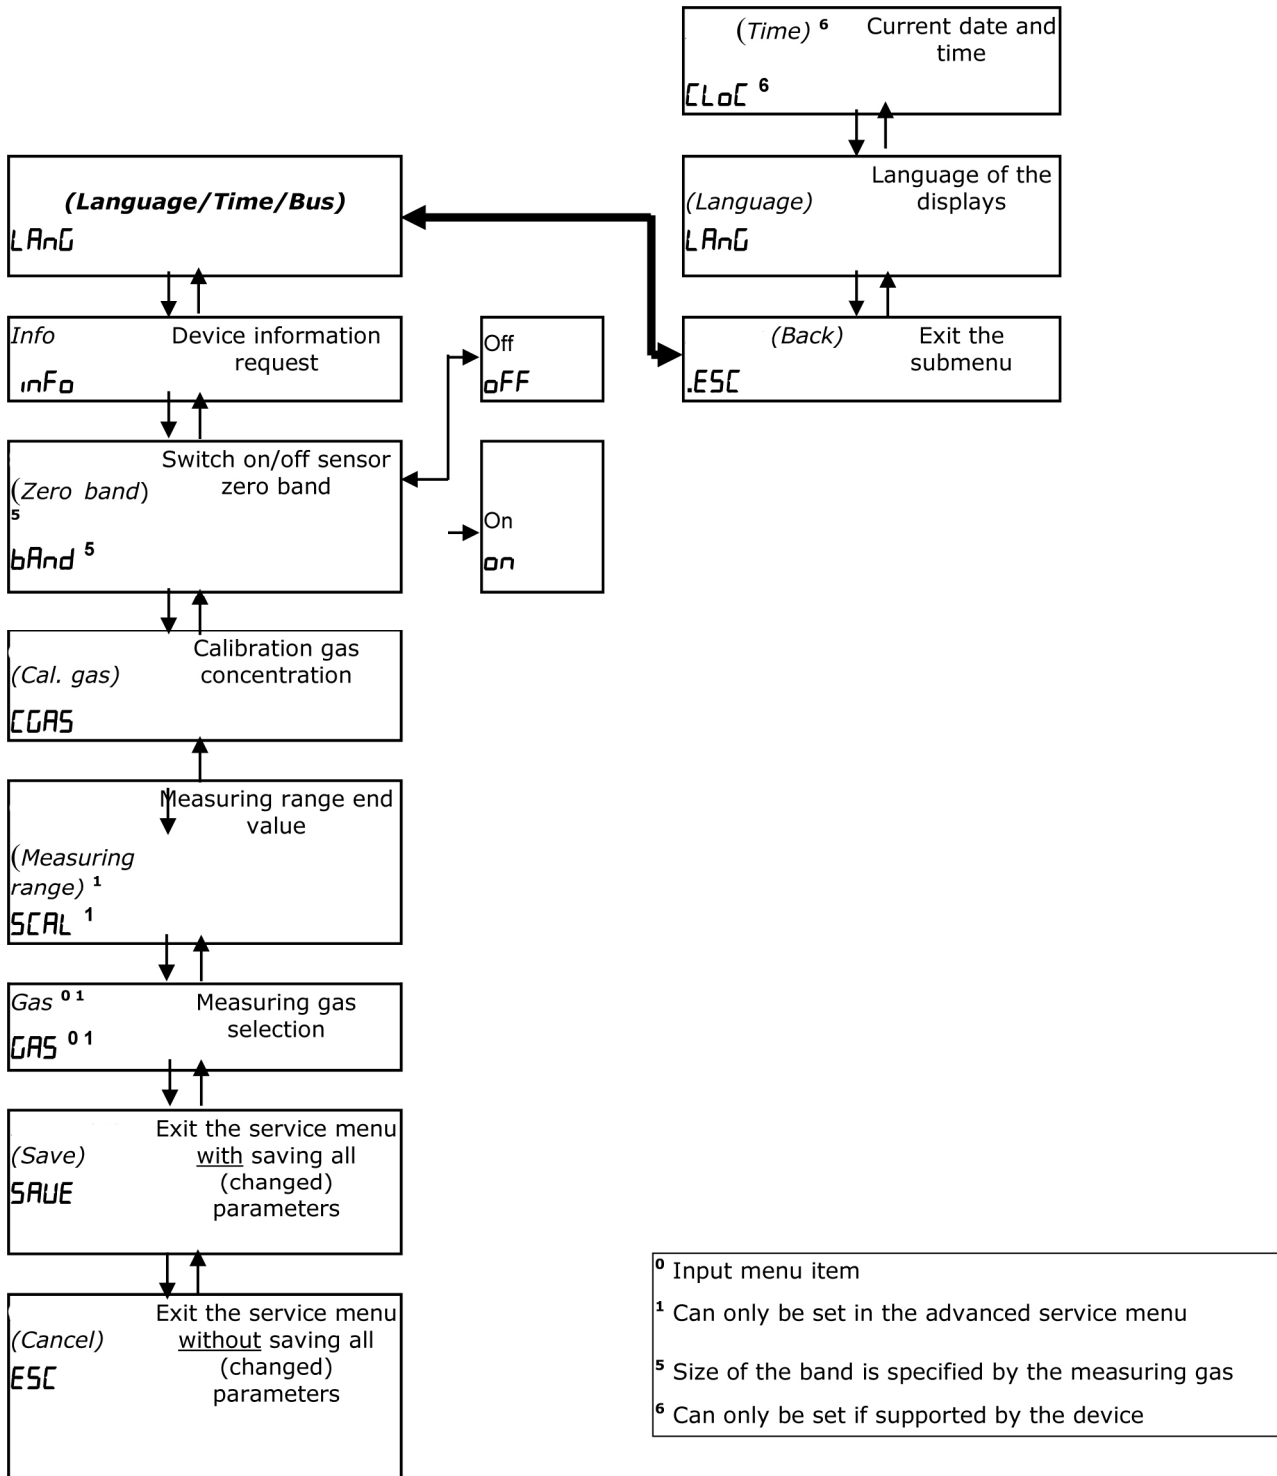 (Time) 6 Current date and
time
CLoC 6
(Language/Time/Bus)
LAnG
Language of the
(Language) displays
LAnG
Info Device information
request
inFo
Off
oFF
(Back) Exit the
submenu
.ESC
Switch on/off sensor
(Zero band) zero band
5
bAnd 5
On
on
Calibration gas
(Cal. gas) concentration
CGAS
Measuring range end
value
(Measuring
range) 1
SCAL 1
Gas 0 1 Measuring gas
selection
GAS 0 1
Exit the service menu
(Save) with saving all
SAVE (changed)
parameters
Exit the service menu
(Cancel) without saving all
ESC (changed)
parameters
0 Input menu item
1 Can only be set in the advanced service menu
5 Size of the band is specified by the measuring gas
6 Can only be set if supported by the device